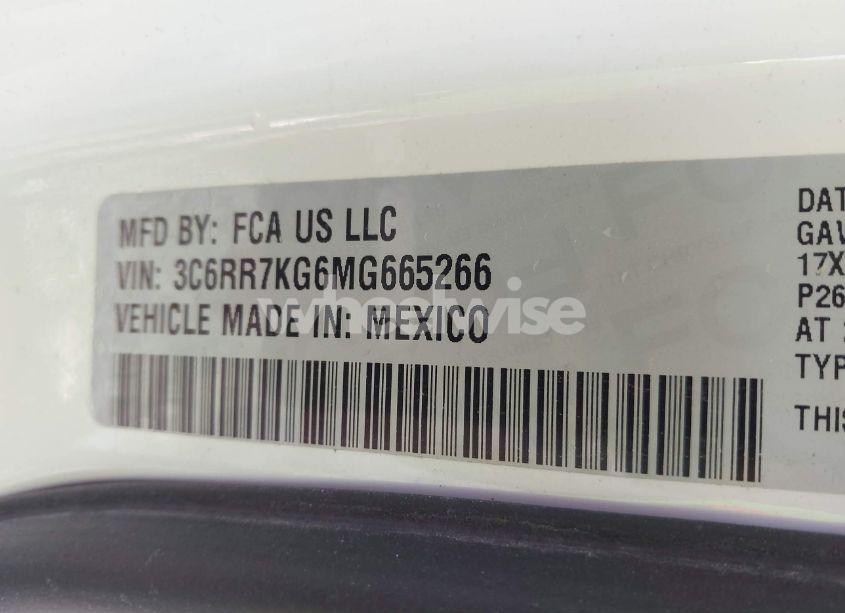 MFD BY: FCA US LLC
VIN: 3C6RR7KG6MG665266
VEHICLE MADE IN: MEXICO
wheelwise
DAT
GAV
17X
P26
AT
TYP
THIS